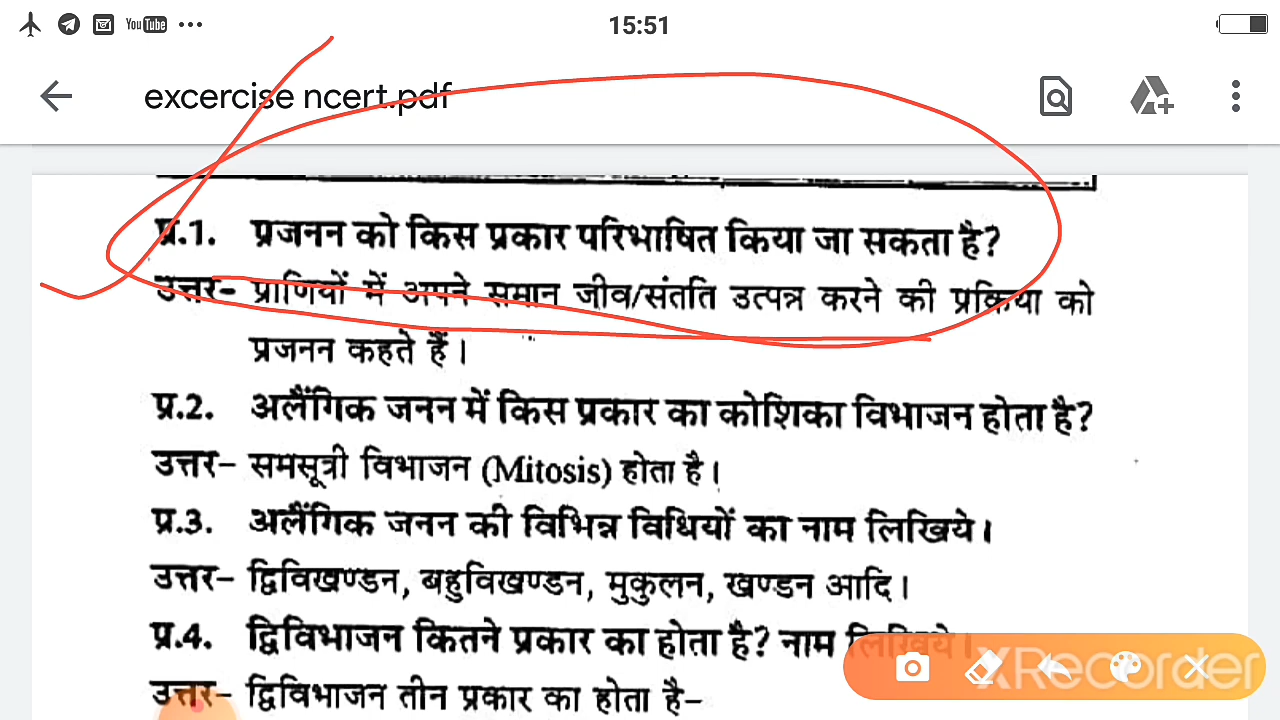 YouTube
15:51
excercise ncert.pdf
प्र.1. प्रजनन को किस प्रकार परिभाषित किया जा सकता है?
उत्तर- प्राणियों में अपने समान जीव/संतति उत्पन्न करने की प्रकिया को
प्रजनन कहते हैं।
प्र.2. अलैंगिक जनन में किस प्रकार का कोशिका विभाजन होता है?
उत्तर- समसूत्री विभाजन (Mitosis) होता है।
प्र.3. अलैंगिक जनन की विभिन्न विधियों का नाम लिखिये।
उत्तर- द्विविखण्डन, बहुविखण्डन, मुकुलन, खण्डन आदि।
प्र.4. द्विविभाजन कितने प्रकार का होता है? नाम लिखिये।
XRecorder
उत्तर- द्विविभाजन तीन प्रकार का होता है-